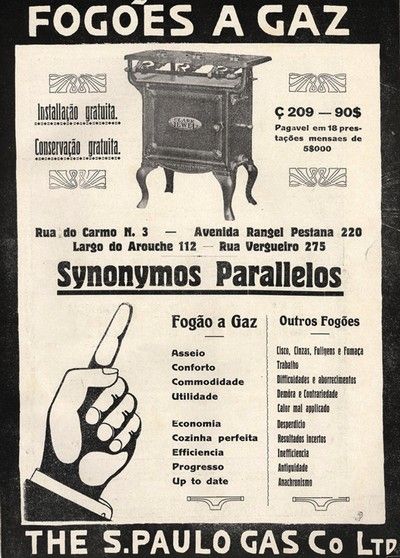 FOGÕES A GAZ
Installação gratuita.
Conservação gratuita.
CLARK
JEWEL
Ç 209 — 90$
Pagavel em 18 pres-
tações mensaes de
5$000
Rua do Carmo N. 3 — Avenida Rangel Pestana 220
Largo do Arouche 112 — Rua Vergueiro 275
Synonymos Parallelos
Fogão a Gaz
Asseio
Conforto
Commodidade
Utilidade
Economia
Cozinha perfeita
Efficiencia
Progresso
Up to date
Outros Fogões
Cisco, Cinzas, Fuligens e Fumaça
Trabalho
Difficuldades e aborrecimentos
Demóra e Contrariedade
Calor mal applicado
Desperdicio
Resultados incertos
Inefficiencia
Antiguidade
Anachronismo
THE S. PAULO GAS Co LTD.